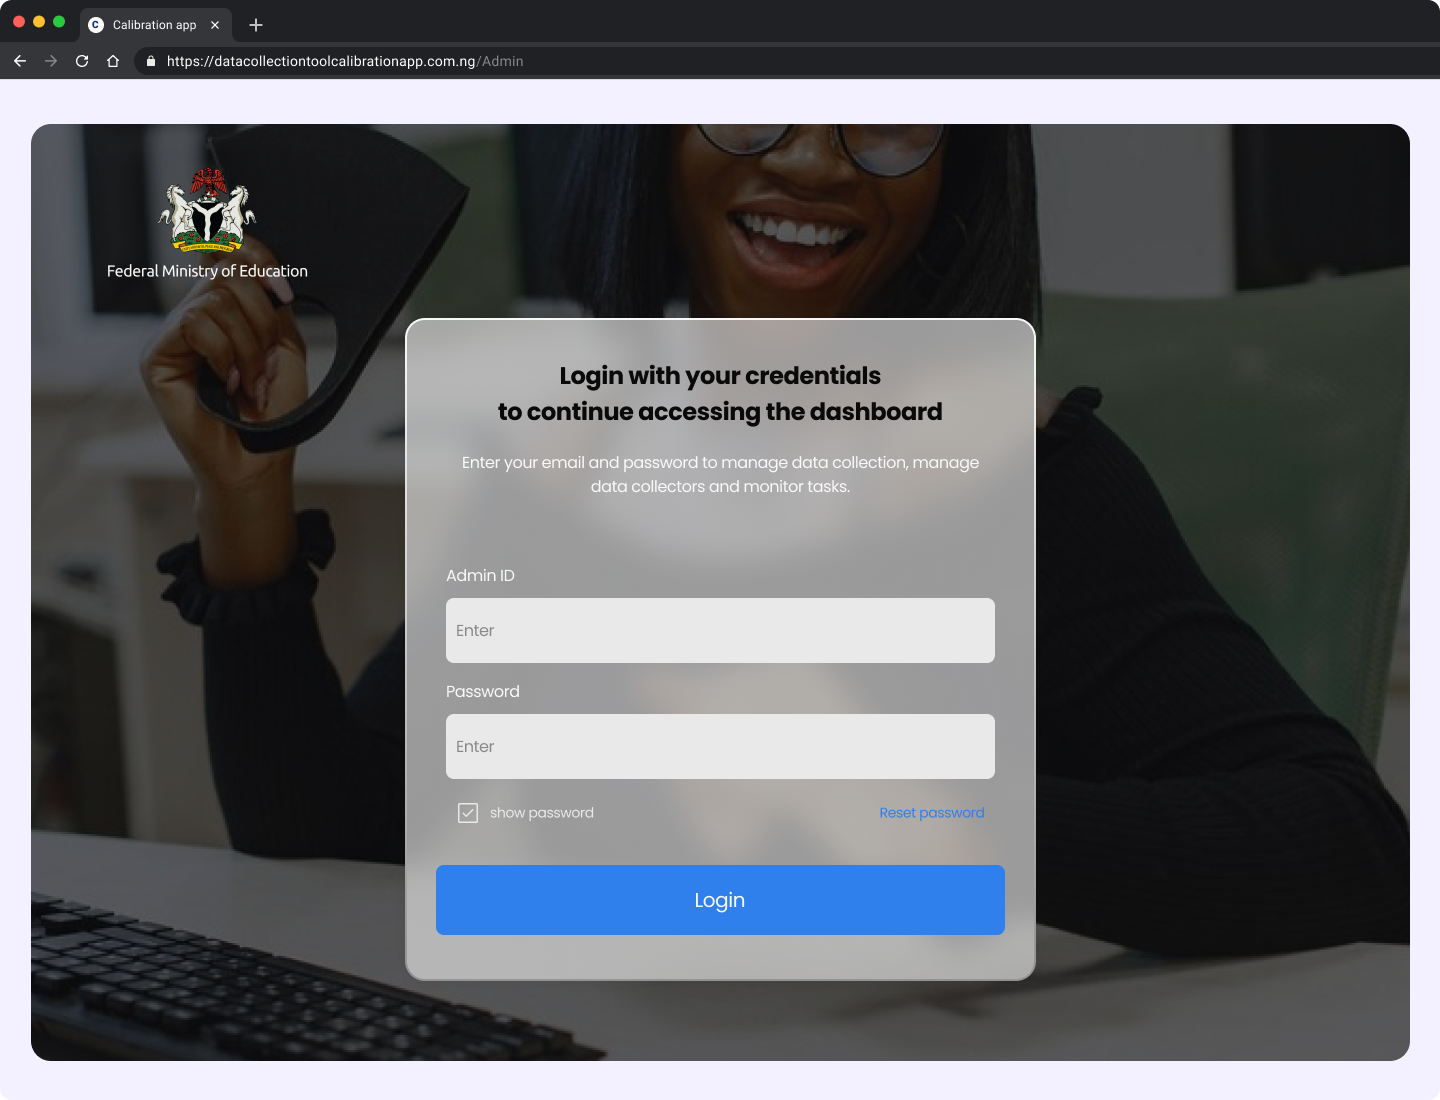 C Calibration app
https://datacollectiontoolcalibrationapp.com.ng/Admin
Federal Ministry of Education
Login with your credentials
to continue accessing the dashboard
Enter your email and password to manage data collection, manage
data collectors and monitor tasks.
Admin ID
Enter
Password
Enter
show password Reset password
Login